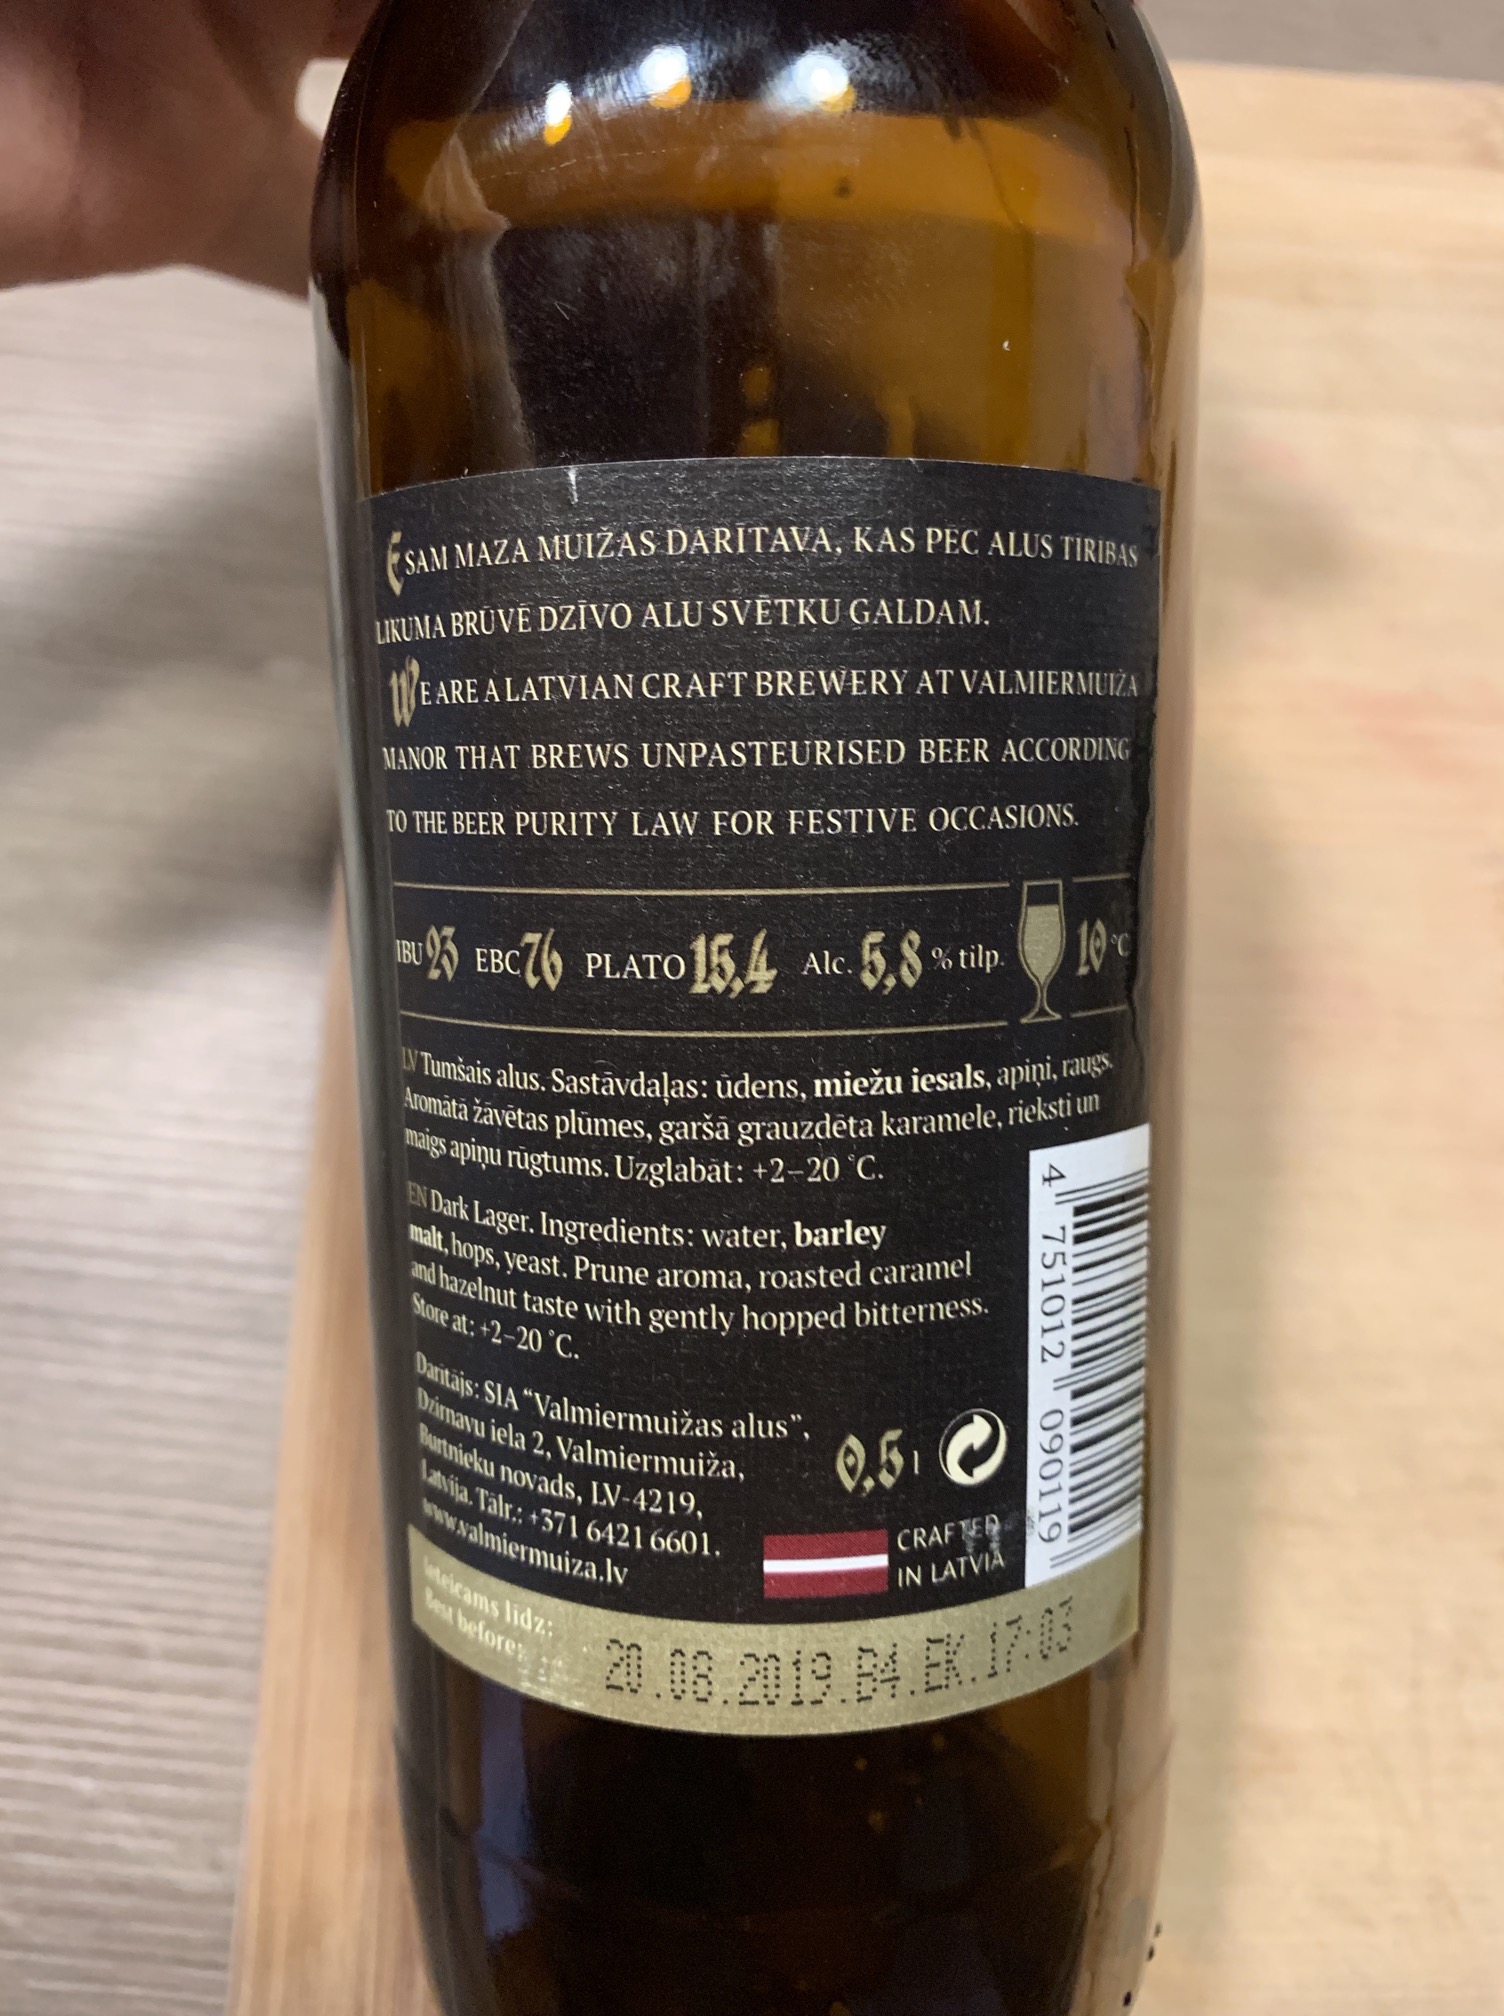 ESAM MAZA MUIŽAS DARĪTAVA, KAS PĒC ALUS TĪRĪBAS
LIKUMA BRŪVĒ DZĪVO ALU SVĒTKU GALDAM.
WE ARE A LATVIAN CRAFT BREWERY AT VALMIERMUIŽA
MANOR THAT BREWS UNPASTEURISED BEER ACCORDING
TO THE BEER PURITY LAW FOR FESTIVE OCCASIONS.
IBU 23 EBC 76 PLATO 15,4 Alc. 5,8 % tilp. 10 °C
LV Tumšais alus. Sastāvdaļas: ūdens, miežu iesals, apiņi, raugs.
Aromātā žāvētas plūmes, garšā grauzdēta karamele, rieksti un
maigs apiņu rūgtums. Uzglabāt: +2–20 °C.
EN Dark Lager. Ingredients: water, barley
malt, hops, yeast. Prune aroma, roasted caramel
and hazelnut taste with gently hopped bitterness.
Store at: +2–20 °C.
Darītājs: SIA “Valmiermuižas alus”,
Dzirnavu iela 2, Valmiermuiža,
Burtnieku novads, LV-4219,
Latvija. Tālr.: +371 6421 6601.
www.valmiermuiza.lv
0,5 l
CRAFTED
IN LATVIA
4 751012 090119
Ieteicams līdz:
Best before:
20.08.2019.B4.EK.17:03